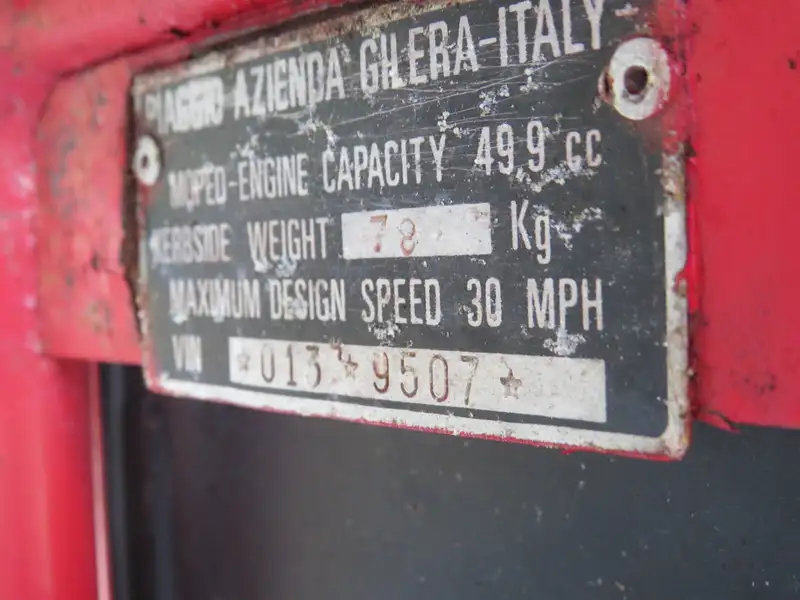 PIAGGIO AZIENDA GILERA-ITALY-
MOPED-ENGINE CAPACITY 49.9 cc
KERBSIDE WEIGHT 78 Kg
MAXIMUM DESIGN SPEED 30 MPH
VIN *013*9507*